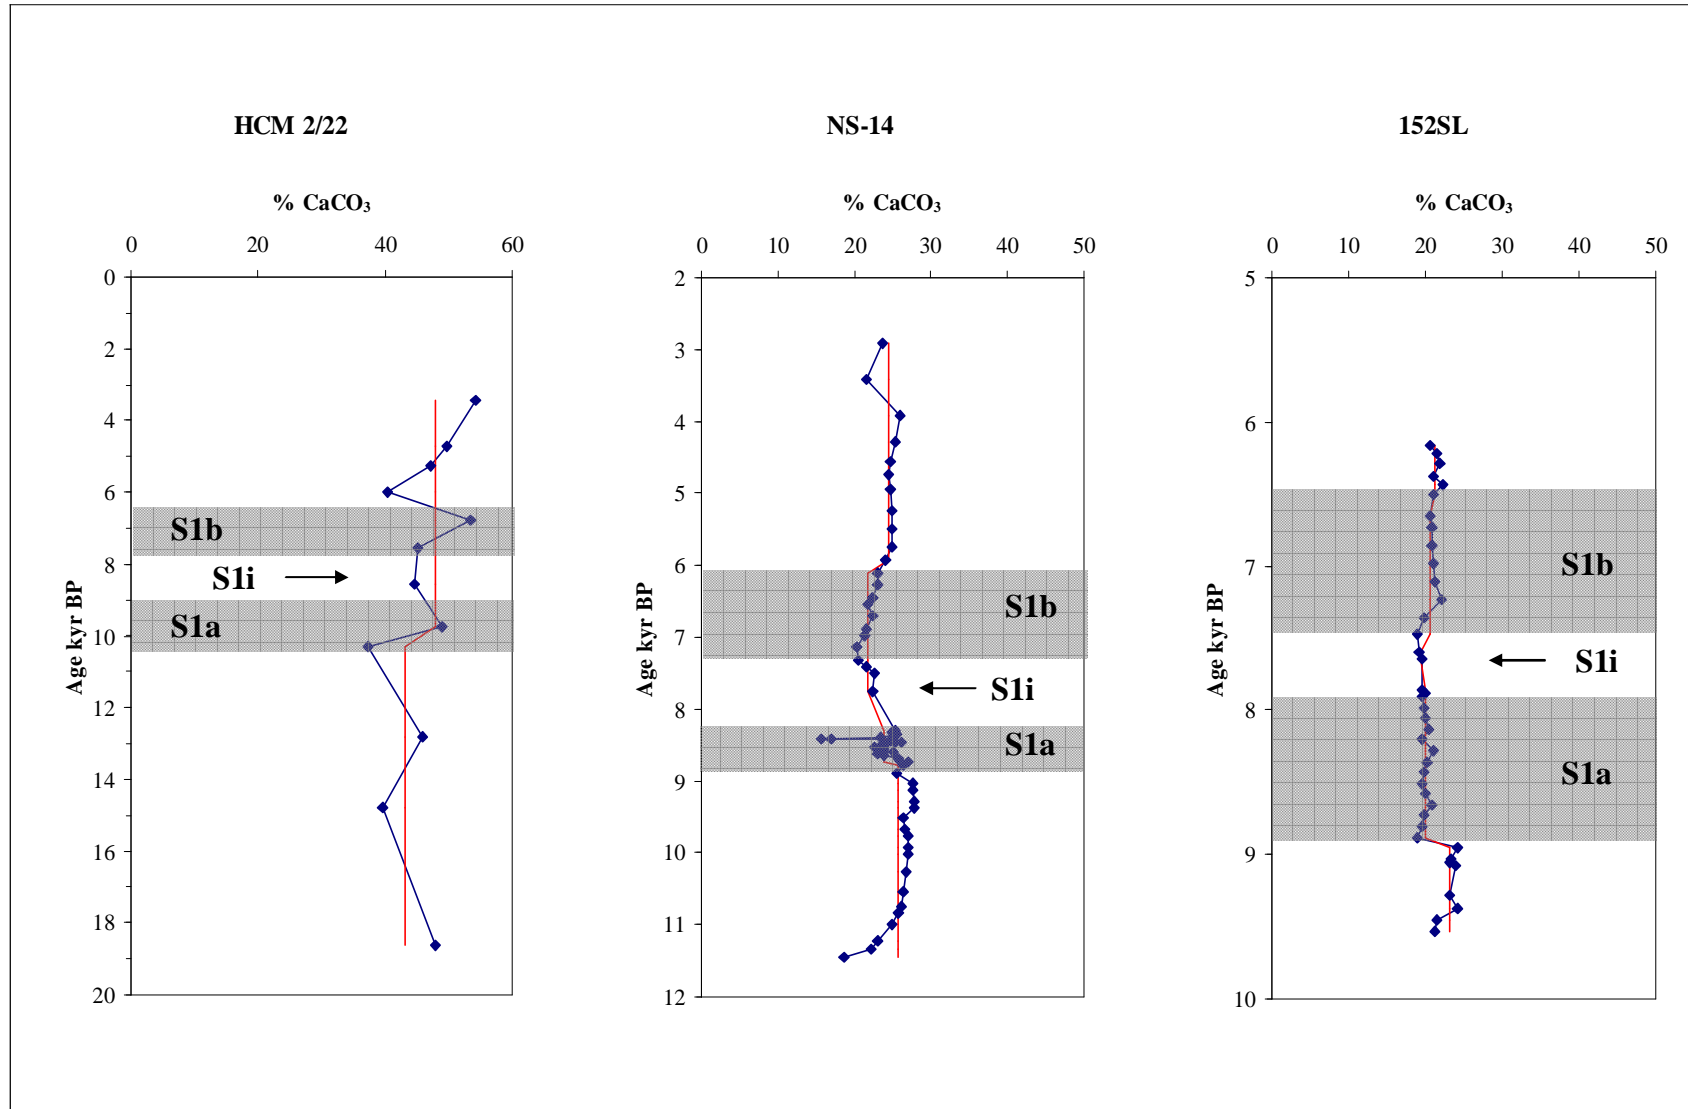 HCM 2/22
% CaCO₃
0 20 40 60
0
2
4
6
8
10
12
14
16
18
20
Age kyr BP
S1b
S1i
S1a
NS-14
% CaCO₃
0 10 20 30 40 50
2
3
4
5
6
7
8
9
10
11
12
Age kyr BP
S1b
S1i
S1a
152SL
% CaCO₃
0 10 20 30 40 50
5
6
7
8
9
10
Age kyr BP
S1b
S1i
S1a